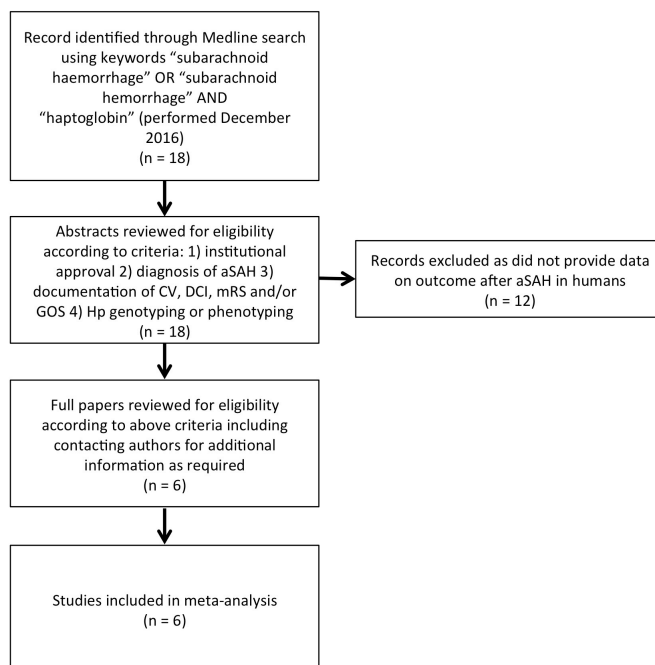 Record identified through Medline search
using keywords “subarachnoid
haemorrhage” OR “subarachnoid
hemorrhage” AND
“haptoglobin” (performed December
2016)
(n = 18)
Abstracts reviewed for eligibility
according to criteria: 1) institutional
approval 2) diagnosis of aSAH 3)
documentation of CV, DCI, mRS and/or
GOS 4) Hp genotyping or phenotyping
(n = 18)
Records excluded as did not provide data
on outcome after aSAH in humans
(n = 12)
Full papers reviewed for eligibility
according to above criteria including
contacting authors for additional
information as required
(n = 6)
Studies included in meta-analysis
(n = 6)